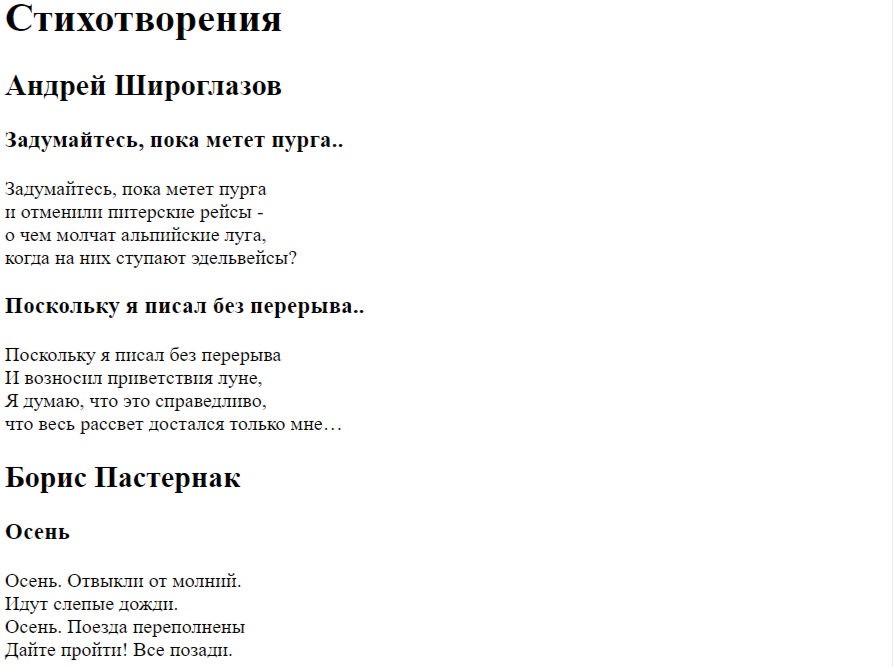 Стихотворения
Андрей Широглазов
Задумайтесь, пока метет пурга..
Задумайтесь, пока метет пурга
и отменили питерские рейсы -
о чем молчат альпийские луга,
когда на них ступают эдельвейсы?
Поскольку я писал без перерыва..
Поскольку я писал без перерыва
И возносил приветствия луне,
Я думаю, что это справедливо,
что весь рассвет достался только мне…
Борис Пастернак
Осень
Осень. Отвыкли от молний.
Идут слепые дожди.
Осень. Поезда переполнены
Дайте пройти! Все позади.